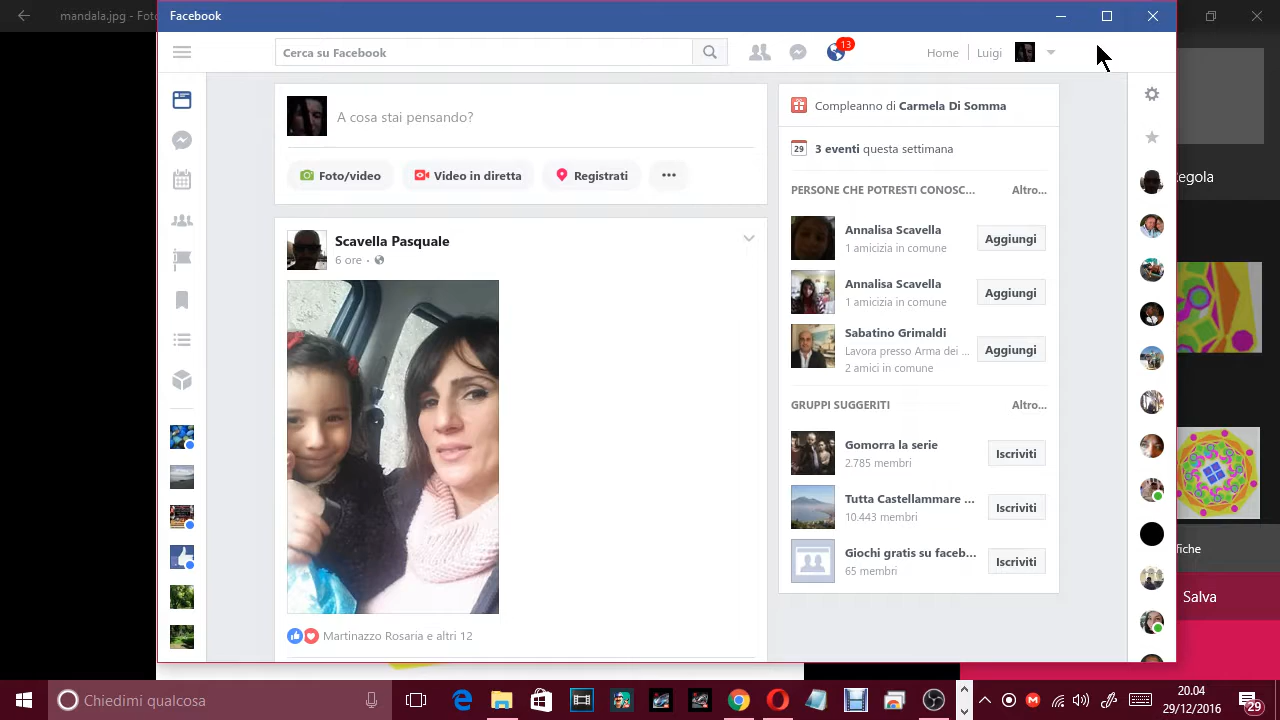 mandala.jpg - Fot
Facebook
Cerca su Facebook
13
Home
Luigi
A cosa stai pensando?
Foto/video
Video in diretta
Registrati
Scavella Pasquale
6 ore
Martinazzo Rosaria e altri 12
Compleanno di Carmela Di Somma
29
3 eventi questa settimana
PERSONE CHE POTRESTI CONOSC...
Altro...
Annalisa Scavella
1 amicizia in comune
Aggiungi
Annalisa Scavella
1 amicizia in comune
Aggiungi
Sabatino Grimaldi
Lavora presso Arma dei ...
2 amici in comune
Aggiungi
GRUPPI SUGGERITI
Altro...
Gomorra la serie
2.785 membri
Iscriviti
Tutta Castellammare ...
10.443 membri
Iscriviti
Giochi gratis su faceb...
65 membri
Iscriviti
egola
fiche
Salva
Chiedimi qualcosa
20.04
29/12/2016
29